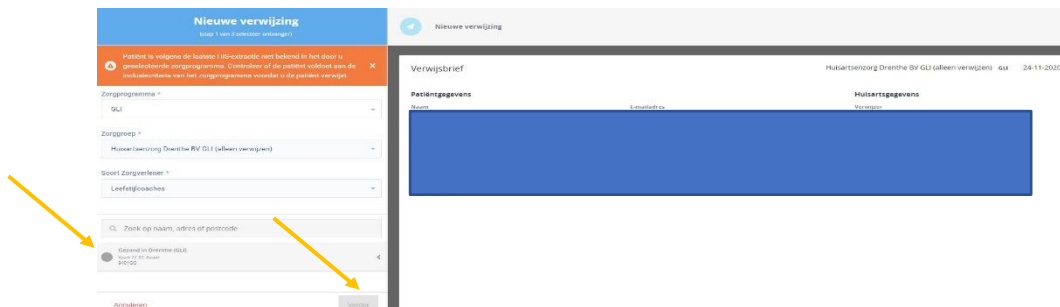 Nieuwe verwijzing
(stap 1 van 3 selecteer ontvanger)
Patiënt is volgens de laatste HIS-extractie niet bekend in het door u
geselecteerde zorgprogramma. Controleer of de patiënt voldoet aan de
inclusiecriteria van het zorgprogramma voordat u de patiënt verwijst.
Zorgprogramma *
GLI
Zorggroep *
Huisartsenzorg Drenthe BV GLI (alleen verwijzen)
Soort Zorgverlener *
Leefstijlcoaches
Zoek op naam, adres of postcode
Gezond in Drenthe (GLI)
Annuleren
Verder
Nieuwe verwijzing
Verwijsbrief
Huisartsenzorg Drenthe BV GLI (alleen verwijzen) GLI 24-11-2020
Patiëntgegevens
Huisartsgegevens
Naam
E-mailadres
Verwijzer